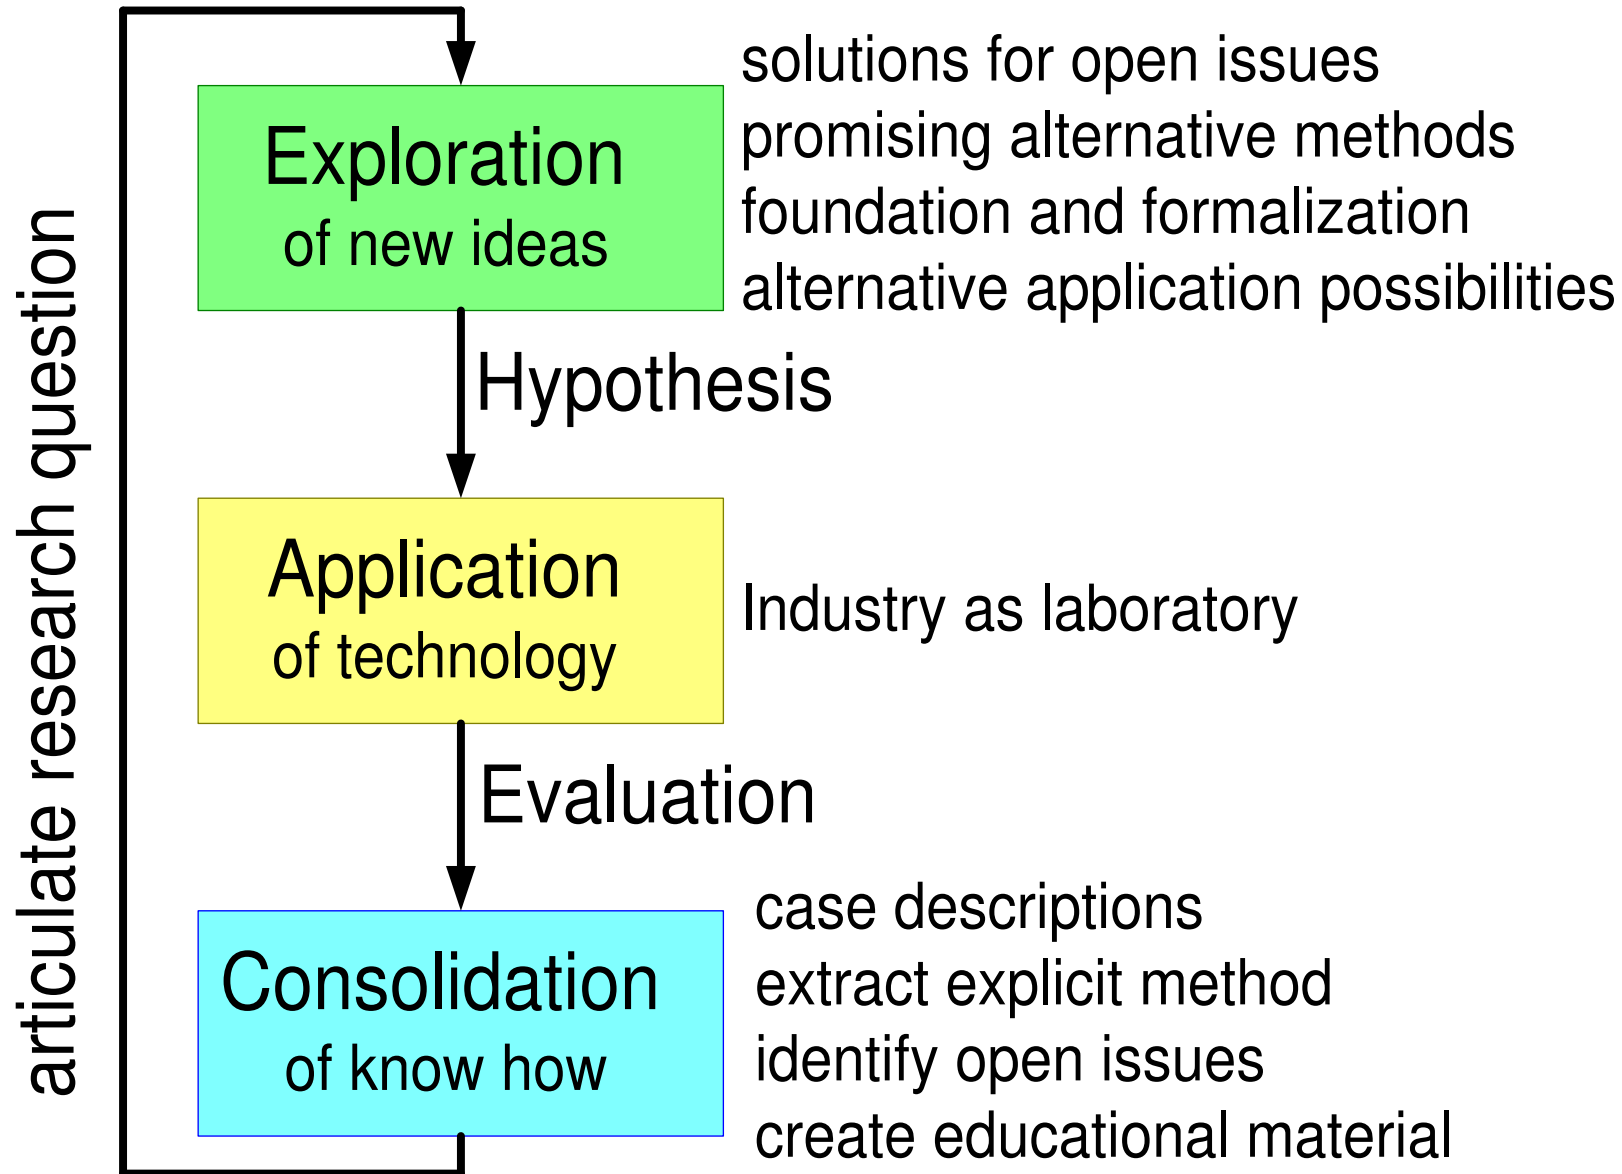 articulate research question
Exploration
of new ideas
solutions for open issues
promising alternative methods
foundation and formalization
alternative application possibilities
Hypothesis
Application
of technology
Industry as laboratory
Evaluation
Consolidation
of know how
case descriptions
extract explicit method
identify open issues
create educational material